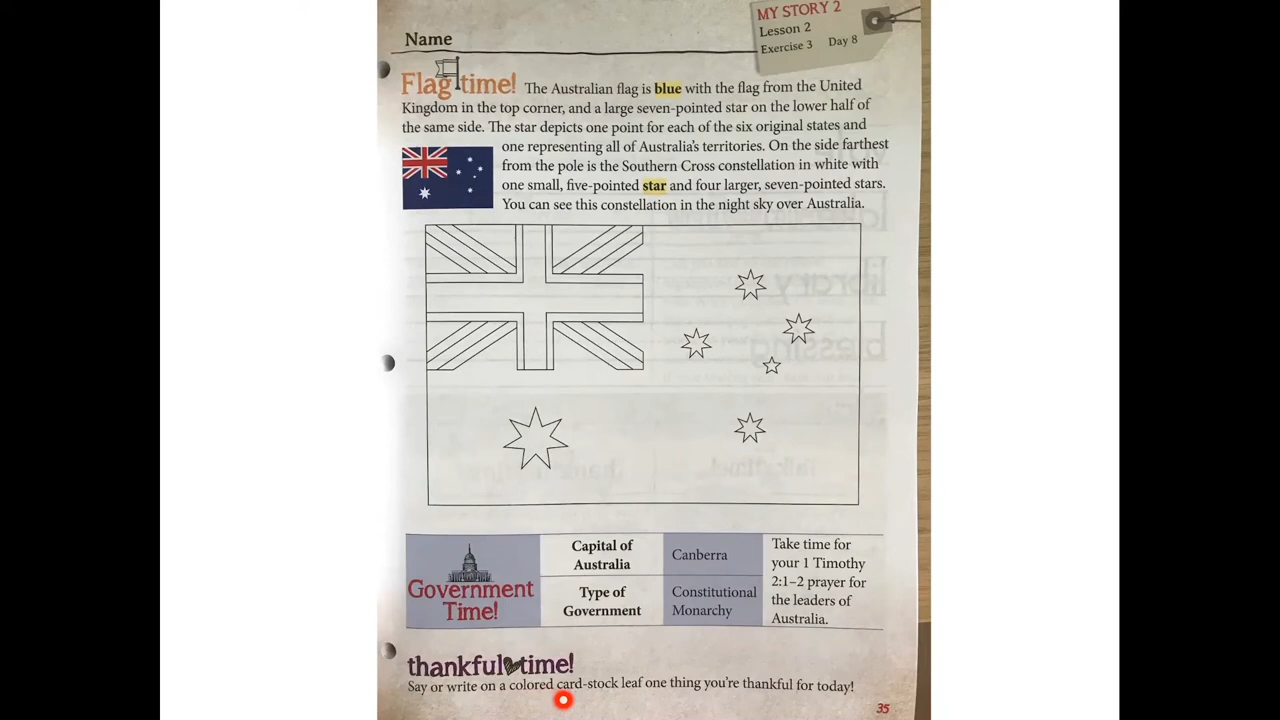 MY STORY 2
Lesson 2
Exercise 3 Day 8
Name
Flag time! The Australian flag is blue with the flag from the United
Kingdom in the top corner, and a large seven-pointed star on the lower half of
the same side. The star depicts one point for each of the six original states and
one representing all of Australia's territories. On the side farthest
from the pole is the Southern Cross constellation in white with
one small, five-pointed star and four larger, seven-pointed stars.
You can see this constellation in the night sky over Australia.
Government
Time!
Capital of
Australia
Canberra
Type of
Government
Constitutional
Monarchy
Take time for
your 1 Timothy
2:1–2 prayer for
the leaders of
Australia.
thankful time!
Say or write on a colored card-stock leaf one thing you're thankful for today!
35